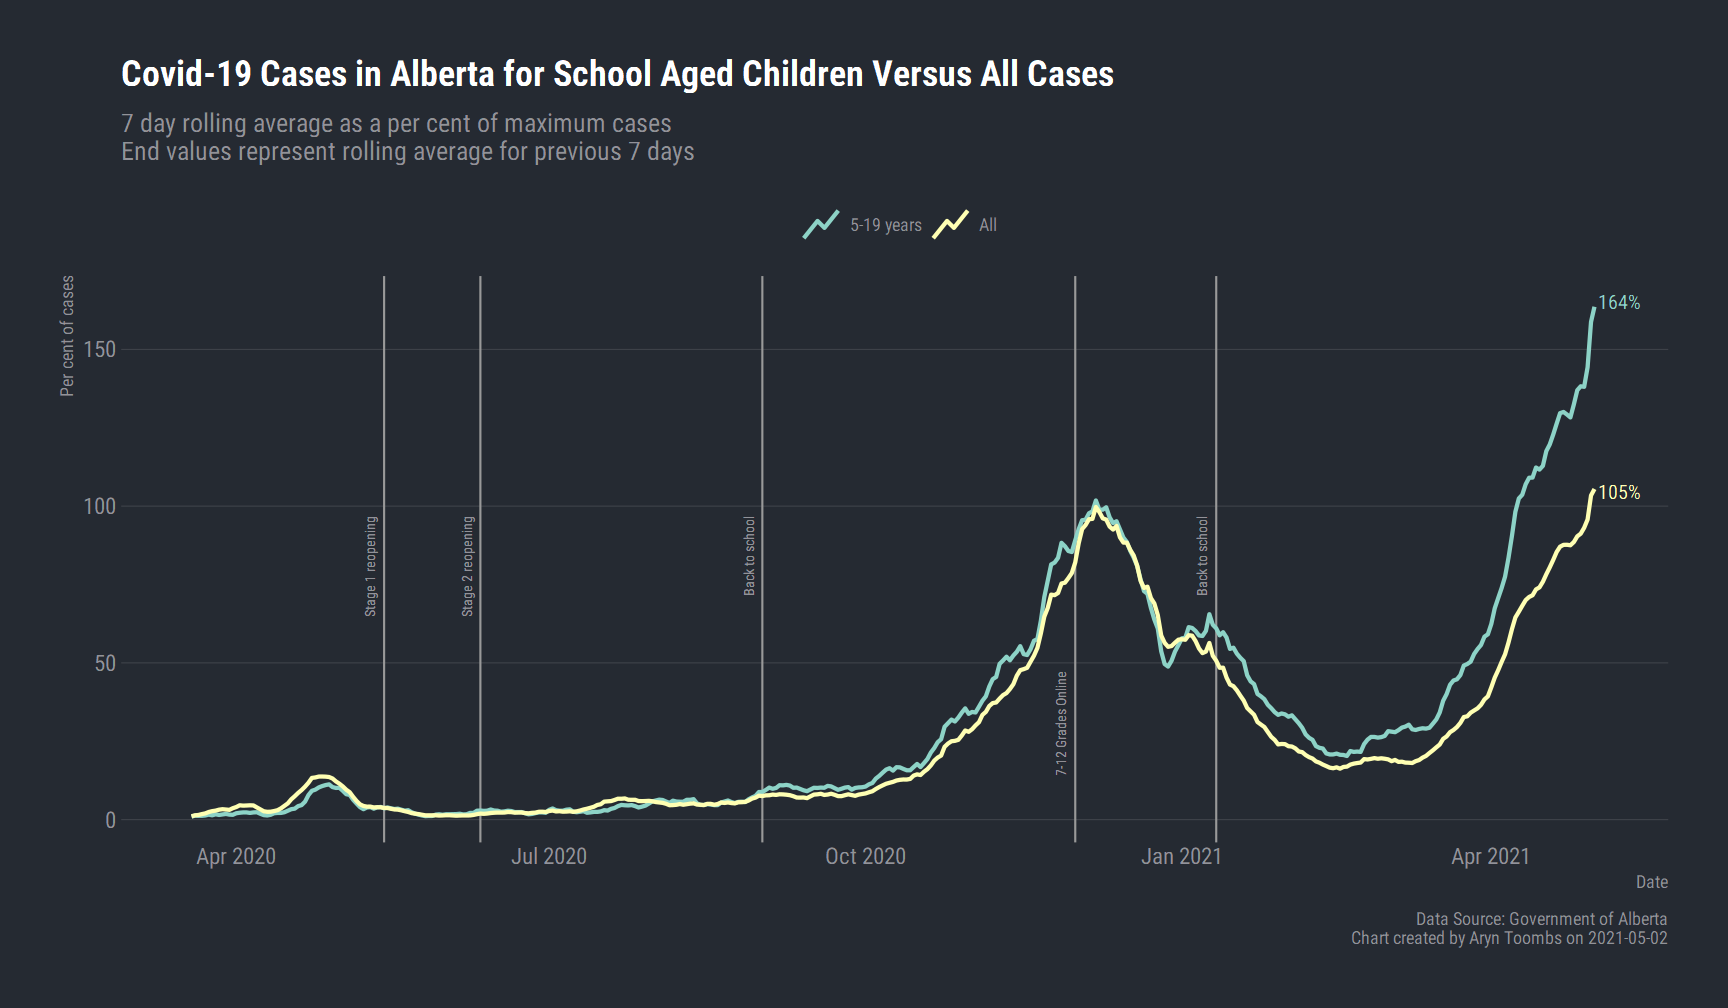 Covid-19 Cases in Alberta for School Aged Children Versus All Cases
7 day rolling average as a per cent of maximum cases
End values represent rolling average for previous 7 days
5-19 years
All
Per cent of cases
150
100
50
0
164%
105%
Stage 1 reopening
Stage 2 reopening
Back to school
7-12 Grades Online
Back to school
Apr 2020
Jul 2020
Oct 2020
Jan 2021
Apr 2021
Date
Data Source: Government of Alberta
Chart created by Aryn Toombs on 2021-05-02